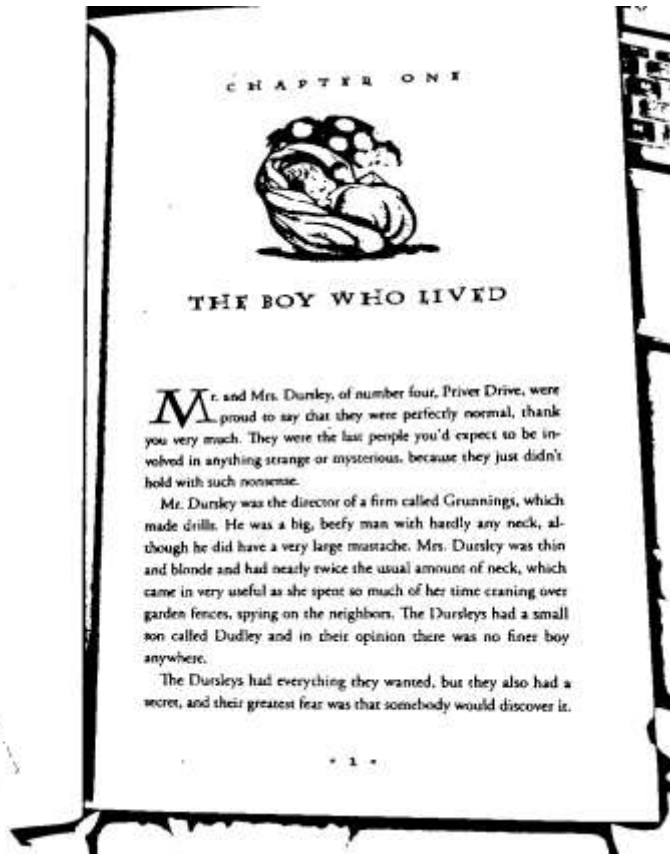 CHAPTER ONE
THE BOY WHO LIVED
Mr. and Mrs. Dursley, of number four, Privet Drive, were
proud to say that they were perfectly normal, thank
you very much. They were the last people you'd expect to be in-
volved in anything strange or mysterious, because they just didn't
hold with such nonsense.
Mr. Dursley was the director of a firm called Grunnings, which
made drills. He was a big, beefy man with hardly any neck, al-
though he did have a very large mustache. Mrs. Dursley was thin
and blonde and had nearly twice the usual amount of neck, which
came in very useful as she spent so much of her time craning over
garden fences, spying on the neighbors. The Dursleys had a small
son called Dudley and in their opinion there was no finer boy
anywhere.
The Dursleys had everything they wanted, but they also had a
secret, and their greatest fear was that somebody would discover it.
• 1 •